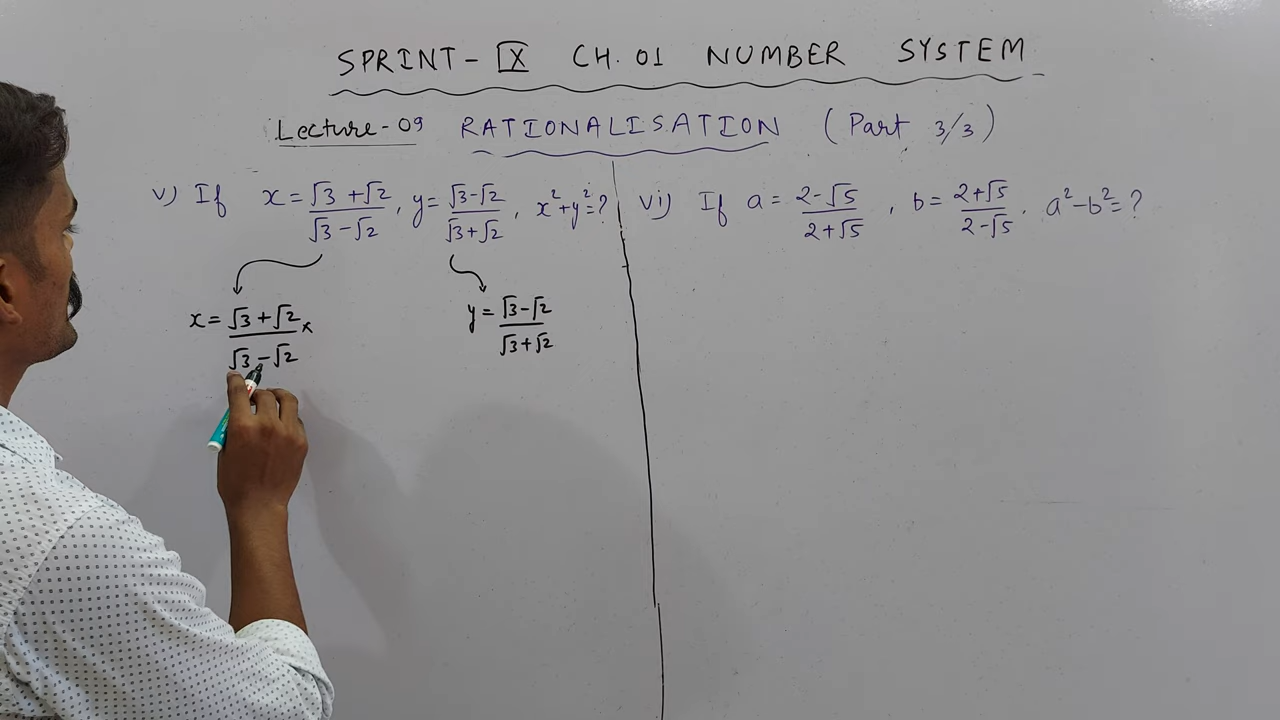 SPRINT-IX CH. 01 NUMBER SYSTEM
Lecture-09 RATIONALISATION (Part 3/3)
v) If x = (√3+√2)/(√3-√2), y = (√3-√2)/(√3+√2), x²+y²=?
vi) If a = (2-√5)/(2+√5), b = (2+√5)/(2-√5), a²-b²=?
x = (√3+√2)/(√3-√2) ×
y = (√3-√2)/(√3+√2)